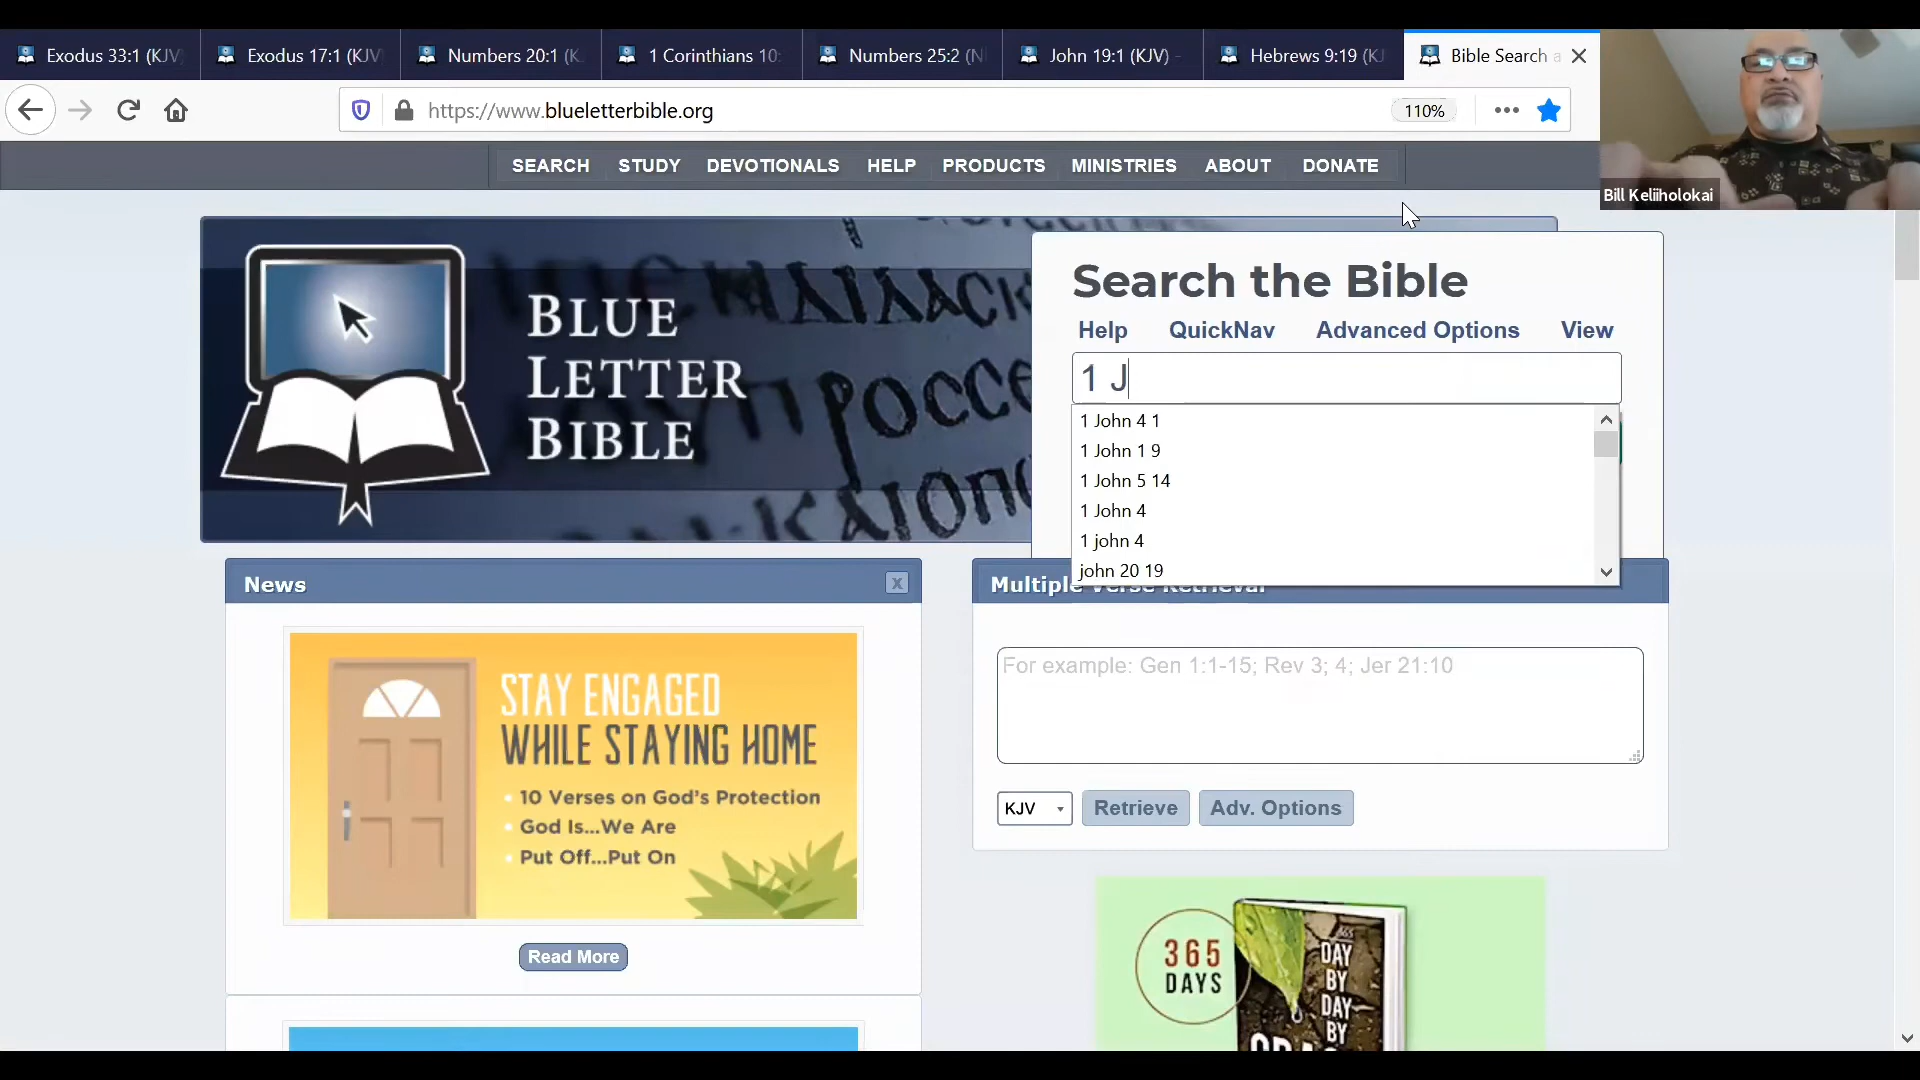 Exodus 33:1 (KJV
Exodus 17:1 (KJV
Numbers 20:1 (K
1 Corinthians 10:
Numbers 25:2 (N
John 19:1 (KJV) -
Hebrews 9:19 (KJ
Bible Search a
https://www.blueletterbible.org
110%
SEARCH STUDY DEVOTIONALS HELP PRODUCTS MINISTRIES ABOUT DONATE
Bill Keliiholokai
BLUE
LETTER
BIBLE
Search the Bible
Help QuickNav Advanced Options View
1 J
1 John 4 1
1 John 1 9
1 John 5 14
1 John 4
1 john 4
john 20 19
News
x
STAY ENGAGED
WHILE STAYING HOME
• 10 Verses on God's Protection
• God Is...We Are
• Put Off...Put On
Read More
Multiple Verse Retrieval
For example: Gen 1:1-15; Rev 3; 4; Jer 21:10
KJV
Retrieve
Adv. Options
365
DAYS
365
DAY
BY
DAY
BY